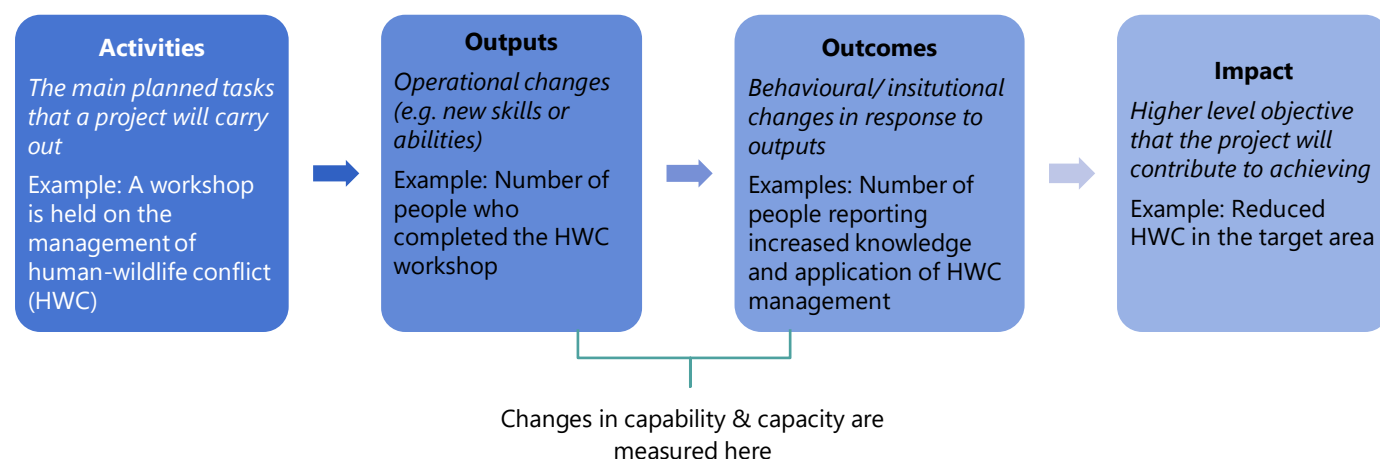 Activities
The main planned tasks
that a project will carry
out
Example: A workshop
is held on the
management of
human-wildlife conflict
(HWC)
Outputs
Operational changes
(e.g. new skills or
abilities)
Example: Number of
people who
completed the HWC
workshop
Outcomes
Behavioural/ insitutional
changes in response to
outputs
Examples: Number of
people reporting
increased knowledge
and application of HWC
management
Impact
Higher level objective
that the project will
contribute to achieving
Example: Reduced
HWC in the target area
Changes in capability & capacity are
measured here